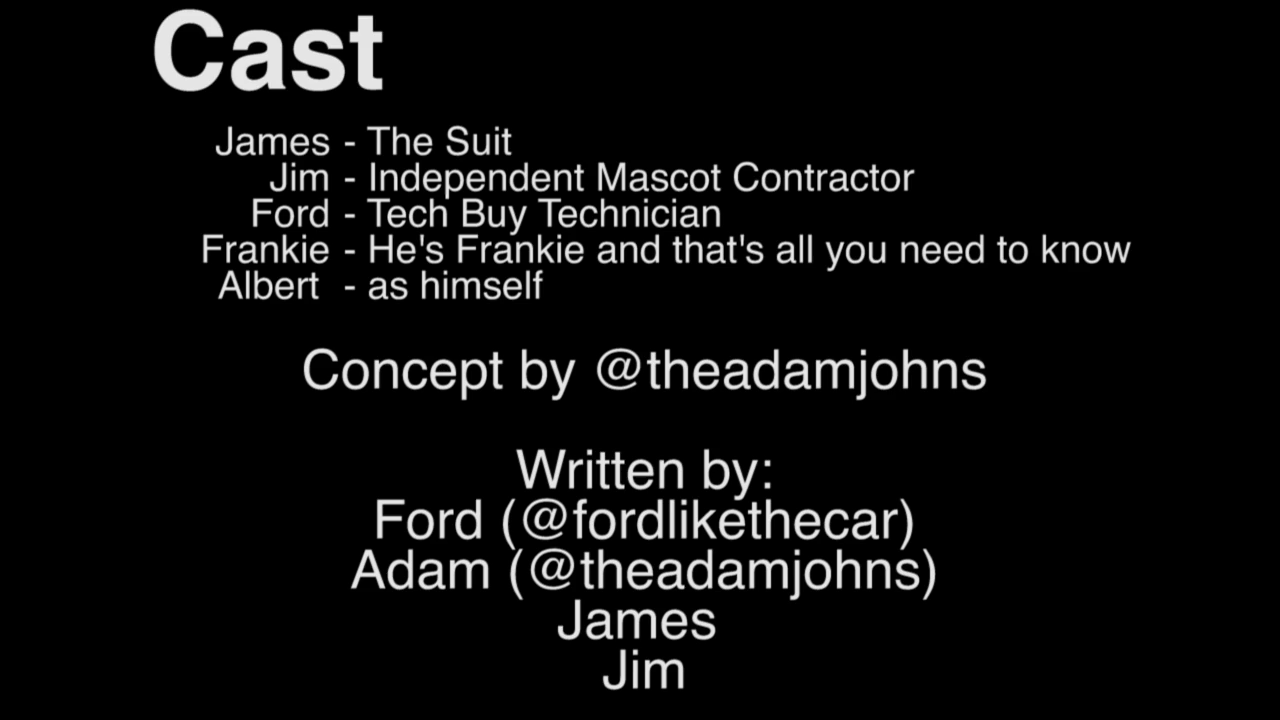 Cast
James - The Suit
Jim - Independent Mascot Contractor
Ford - Tech Buy Technician
Frankie - He's Frankie and that's all you need to know
Albert - as himself
Concept by @theadamjohns
Written by:
Ford (@fordlikethecar)
Adam (@theadamjohns)
James
Jim